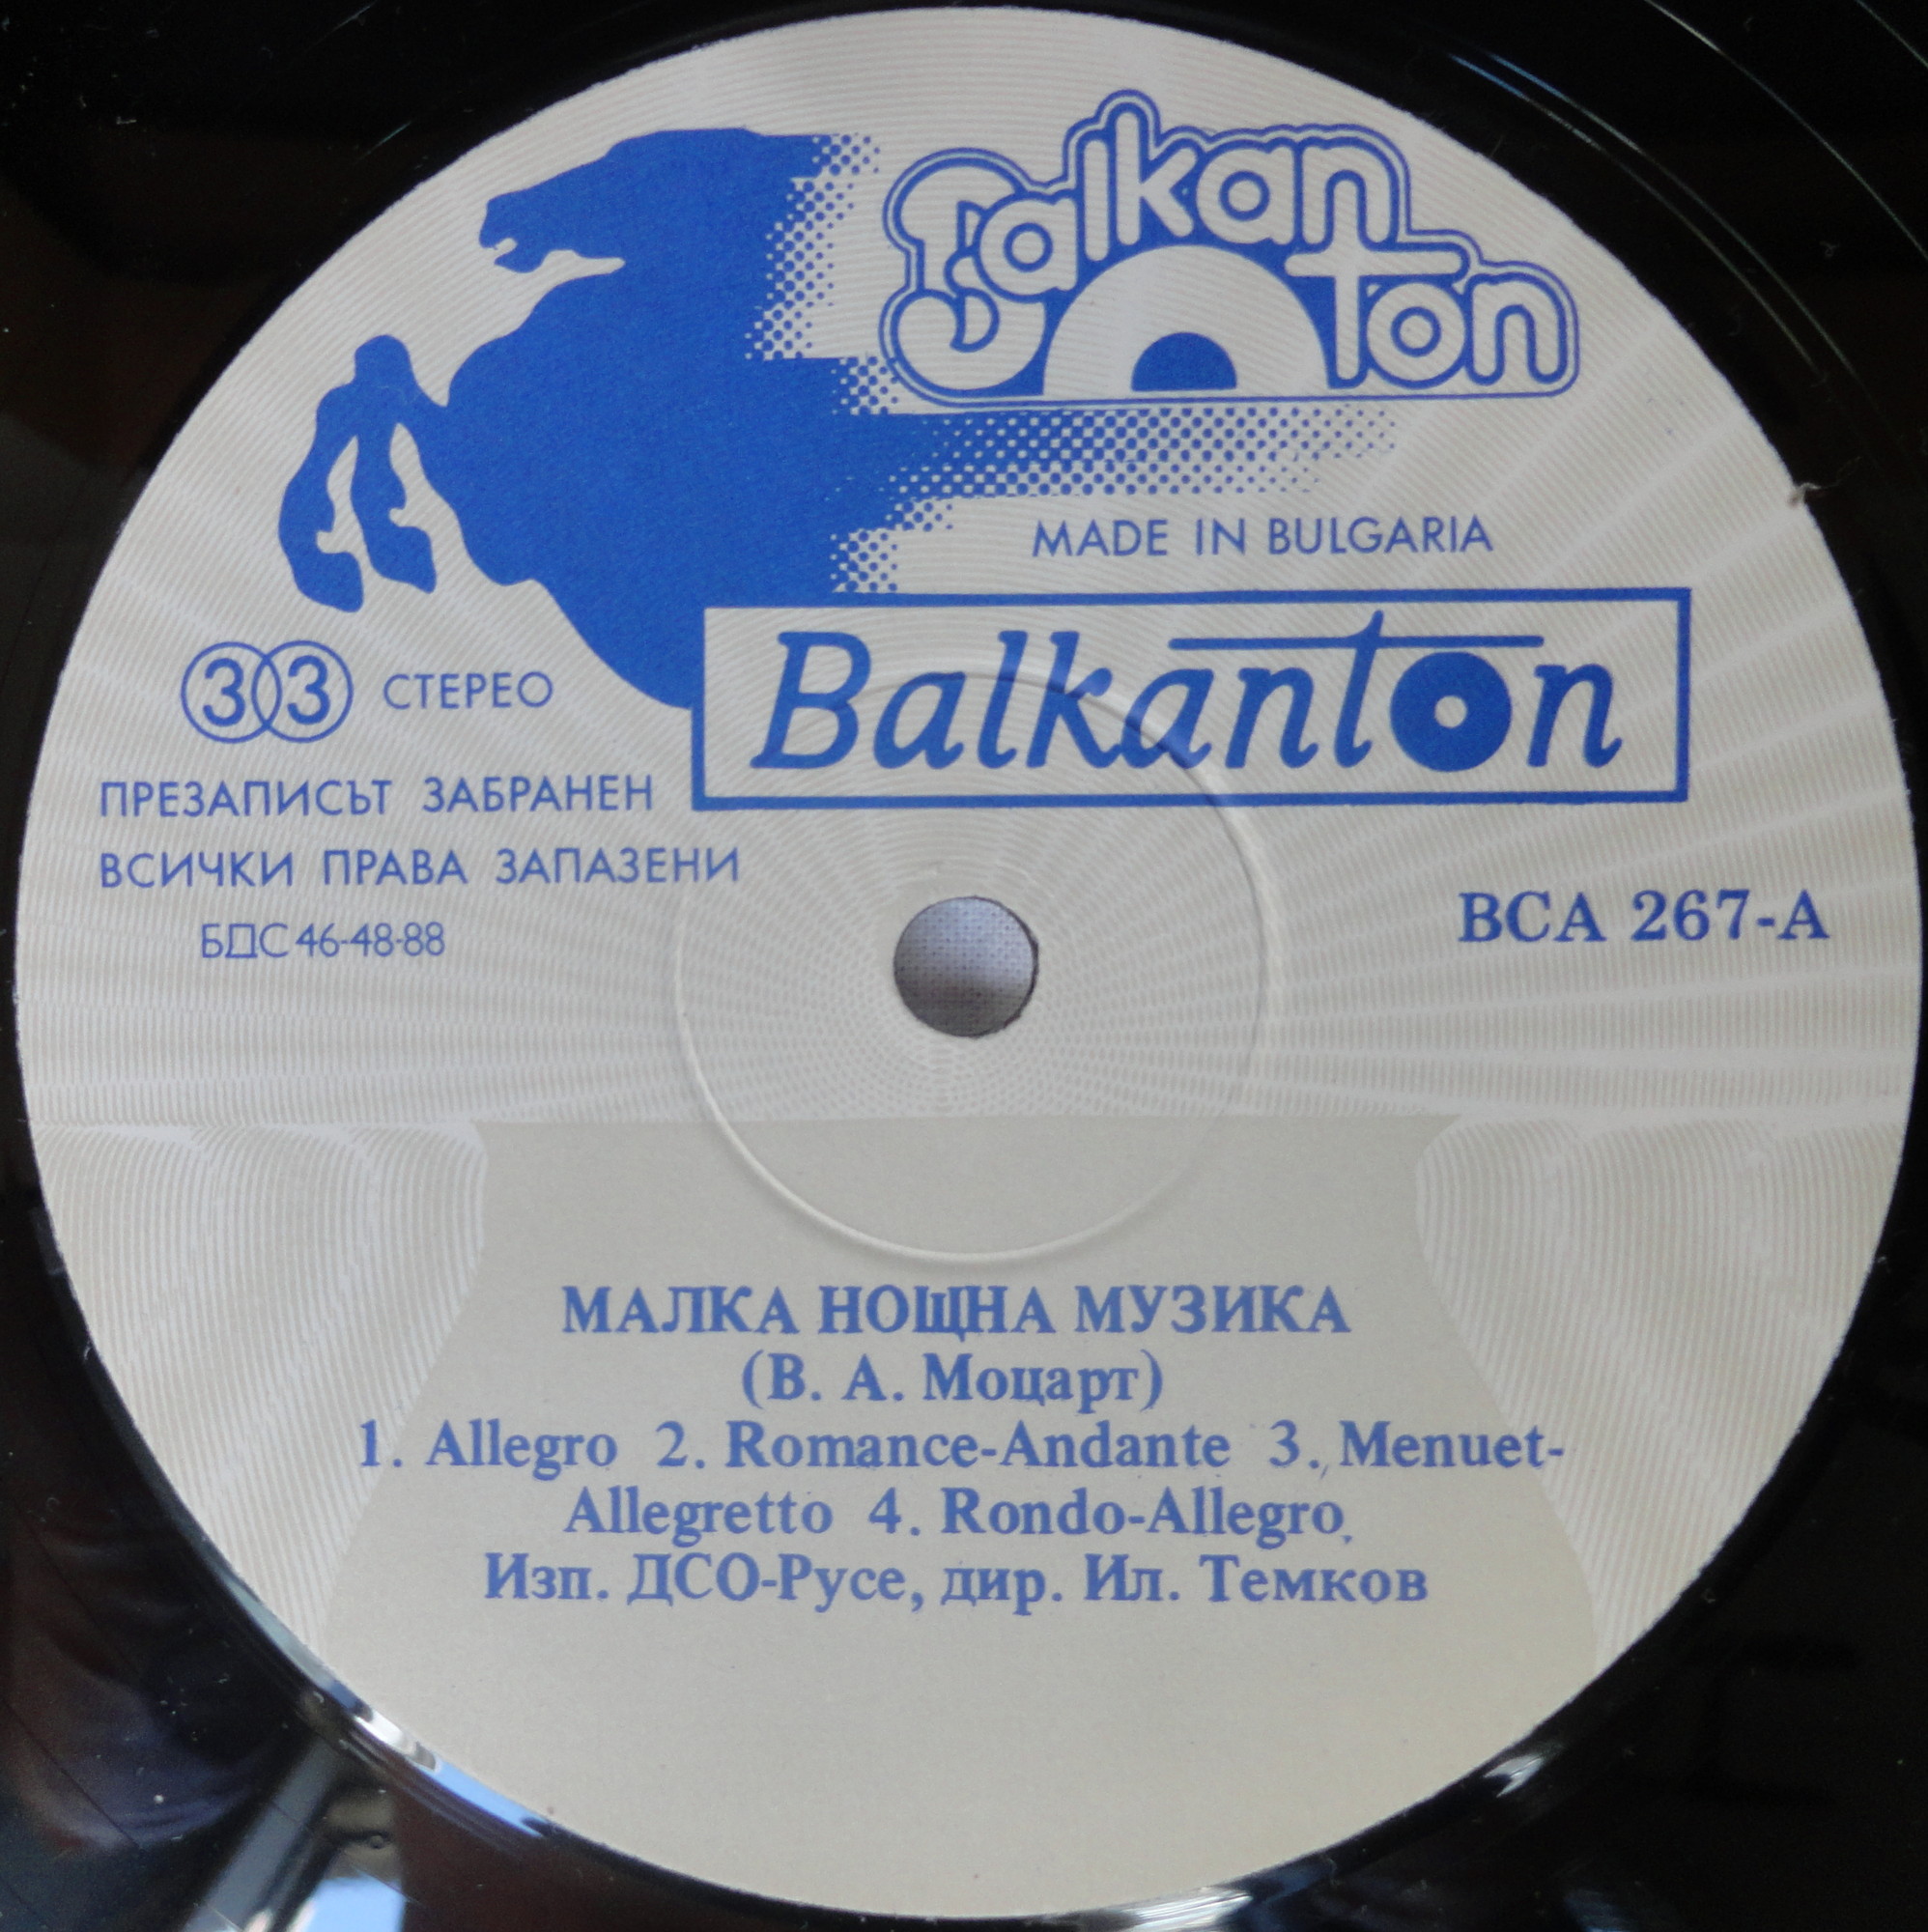 Balkan
ton
MADE IN BULGARIA
Balkanton
33 СТЕРЕО
ПРЕЗАПИСЪТ ЗАБРАНЕН
ВСИЧКИ ПРАВА ЗАПАЗЕНИ
БДС 46-48-88
ВСА 267-А
МАЛКА НОЩНА МУЗИКА
(В. А. Моцарт)
1. Allegro 2. Romance-Andante 3. Menuet-
Allegretto 4. Rondo-Allegro,
Изп. ДСО-Русе, дир. Ил. Темков